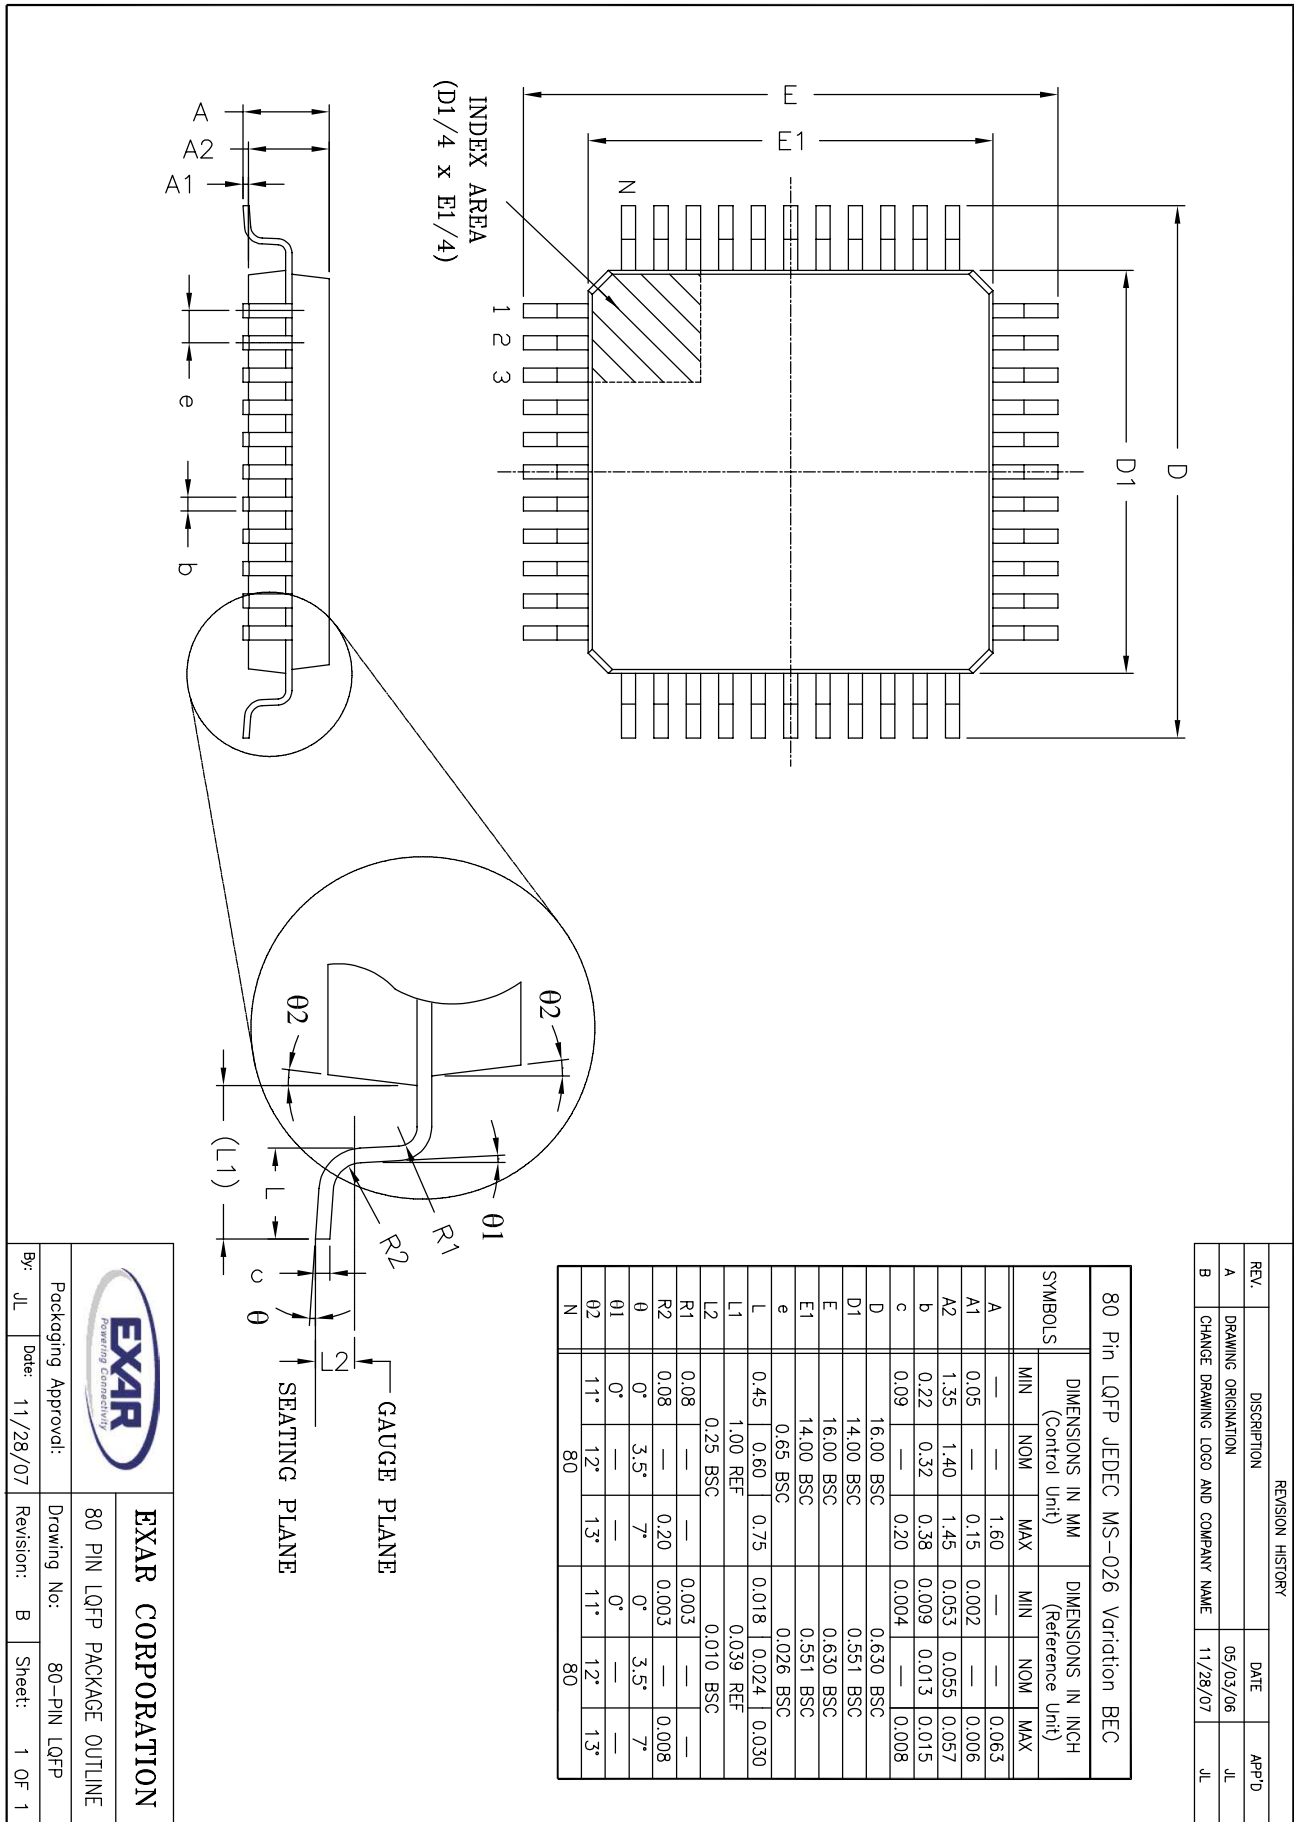 REVISION HISTORY
REV. DISCRIPTION DATE APP'D
A DRAWING ORIGINATION 05/03/06 JL
B CHANGE DRAWING LOGO AND COMPANY NAME 11/28/07 JL
D
D1
E
E1
N
1 2 3
INDEX AREA
(D1/4 x E1/4)
A
A2
A1
e
b
θ2
θ2
θ1
R1
R2
(L1)
L
c
θ
L2
GAUGE PLANE
SEATING PLANE
80 Pin LQFP JEDEC MS-026 Variation BEC
SYMBOLS DIMENSIONS IN MM (Control Unit) DIMENSIONS IN INCH (Reference Unit)
MIN NOM MAX MIN NOM MAX
A — — 1.60 — — 0.063
A1 0.05 — 0.15 0.002 — 0.006
A2 1.35 1.40 1.45 0.053 0.055 0.057
b 0.22 0.32 0.38 0.009 0.013 0.015
c 0.09 — 0.20 0.004 — 0.008
D 16.00 BSC 0.630 BSC
D1 14.00 BSC 0.551 BSC
E 16.00 BSC 0.630 BSC
E1 14.00 BSC 0.551 BSC
e 0.65 BSC 0.026 BSC
L 0.45 0.60 0.75 0.018 0.024 0.030
L1 1.00 REF 0.039 REF
L2 0.25 BSC 0.010 BSC
R1 0.08 — — 0.003 — —
R2 0.08 — 0.20 0.003 — 0.008
θ 0° 3.5° 7° 0° 3.5° 7°
θ1 0° — — 0° — —
θ2 11° 12° 13° 11° 12° 13°
N 80 80
EXAR
Powering Connectivity
EXAR CORPORATION
80 PIN LQFP PACKAGE OUTLINE
Packaging Approval:
Drawing No: 80-PIN LQFP
By: JL Date: 11/28/07 Revision: B Sheet: 1 OF 1